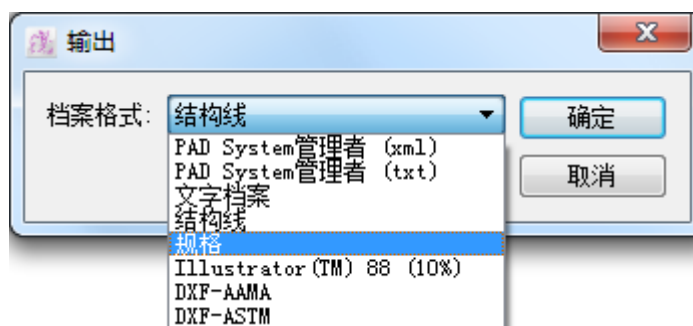 输出
档案格式: 结构线 确定
取消
PAD System管理者 (xml)
PAD System管理者 (txt)
文字档案
结构线
规格
Illustrator(TM) 88 (10%)
DXF-AAMA
DXF-ASTM